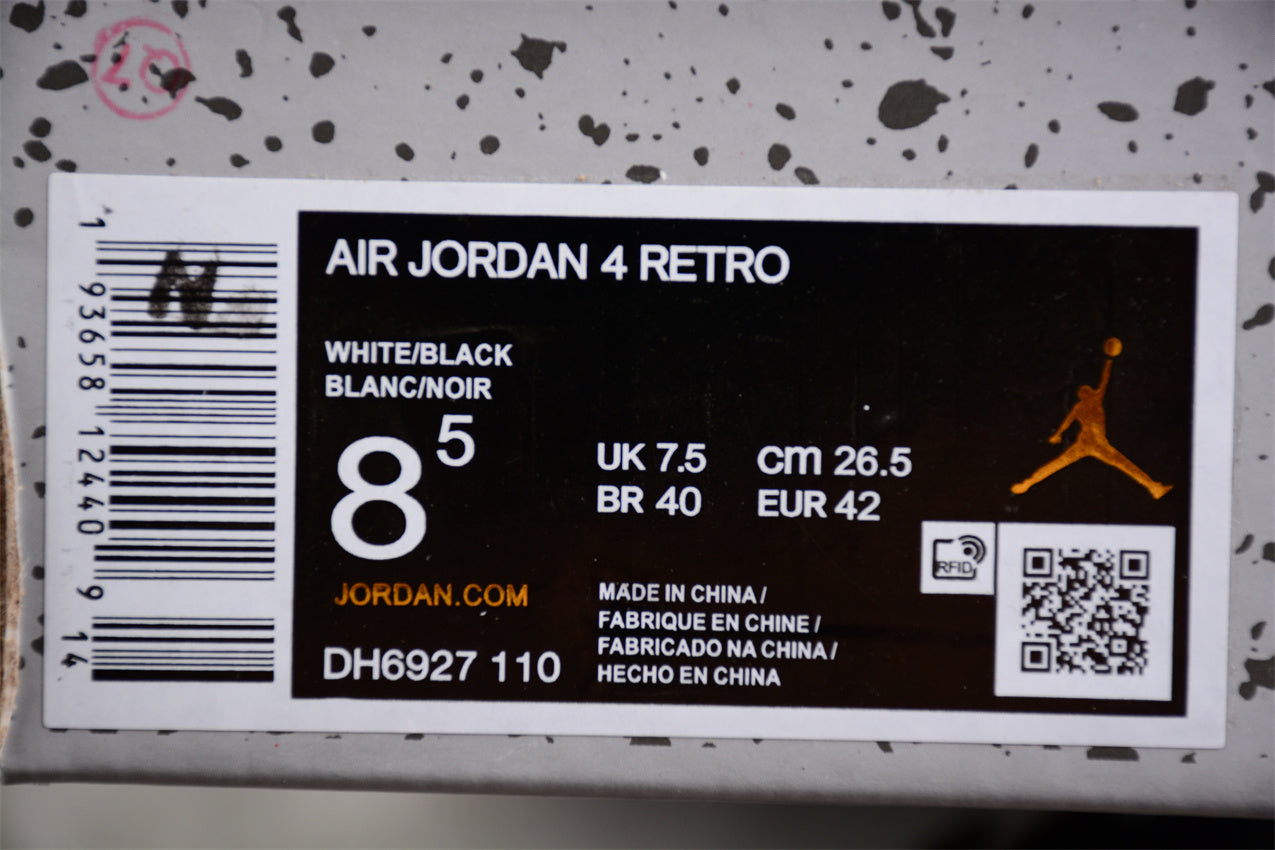 AIR JORDAN 4 RETRO
WHITE/BLACK
BLANC/NOIR
8 5
UK 7.5 cm 26.5
BR 40 EUR 42
JORDAN.COM
DH6927 110
MADE IN CHINA /
FABRIQUE EN CHINE /
FABRICADO NA CHINA /
HECHO EN CHINA
RFID
1 93658 12440 9 14
N